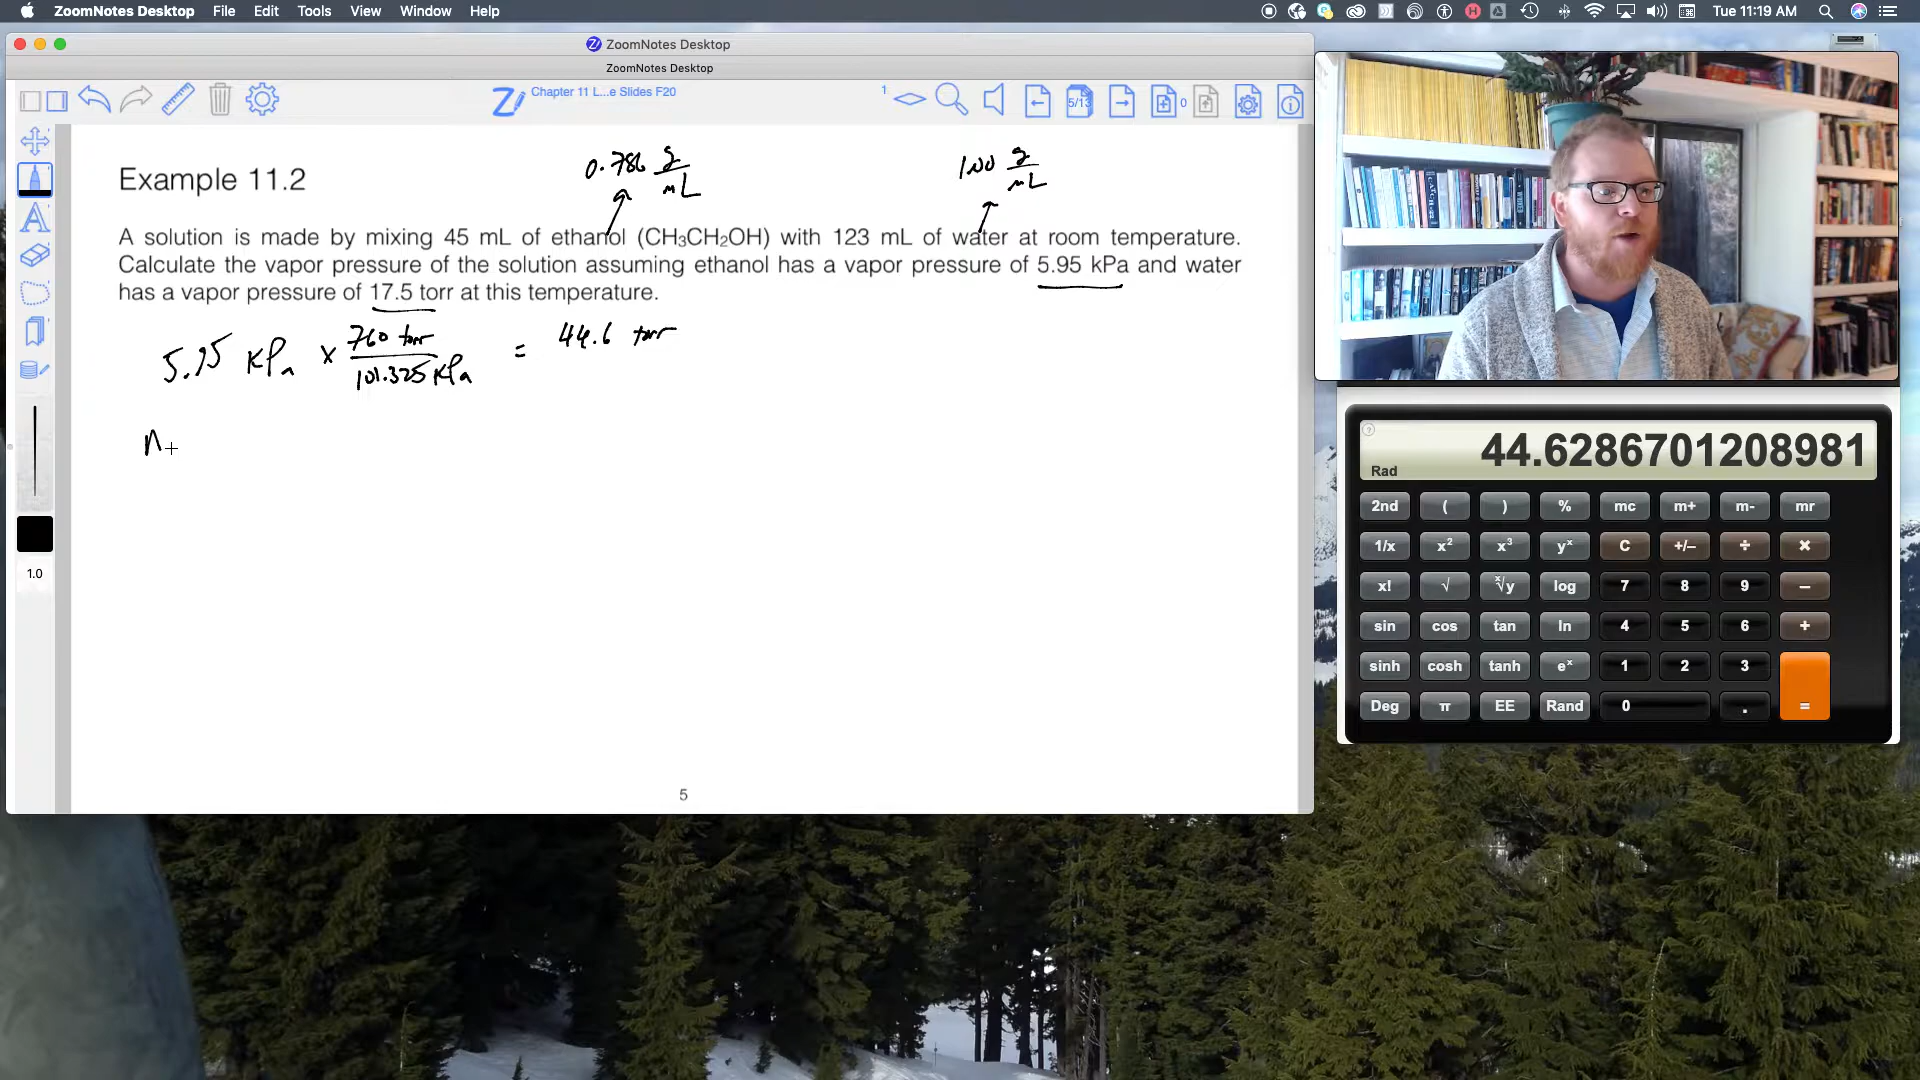 ZoomNotes Desktop File Edit Tools View Window Help Tue 11:19 AM
ZoomNotes Desktop
ZoomNotes Desktop
Chapter 11 L...e Slides F20
1 5/13 0
Example 11.2
0.786 g/mL
1.00 g/mL
A solution is made by mixing 45 mL of ethanol (CH₃CH₂OH) with 123 mL of water at room temperature.
Calculate the vapor pressure of the solution assuming ethanol has a vapor pressure of 5.95 kPa and water
has a vapor pressure of 17.5 torr at this temperature.
5.95 kPa × 760 torr / 101.325 kPa = 44.6 torr
n
1.0
5
44.6286701208981
Rad
2nd ( ) % mc m+ m- mr
1/x x² x³ yˣ C +/− ÷ ×
x! √ ˣ√y log 7 8 9 −
sin cos tan ln 4 5 6 +
sinh cosh tanh eˣ 1 2 3
Deg π EE Rand 0 . =